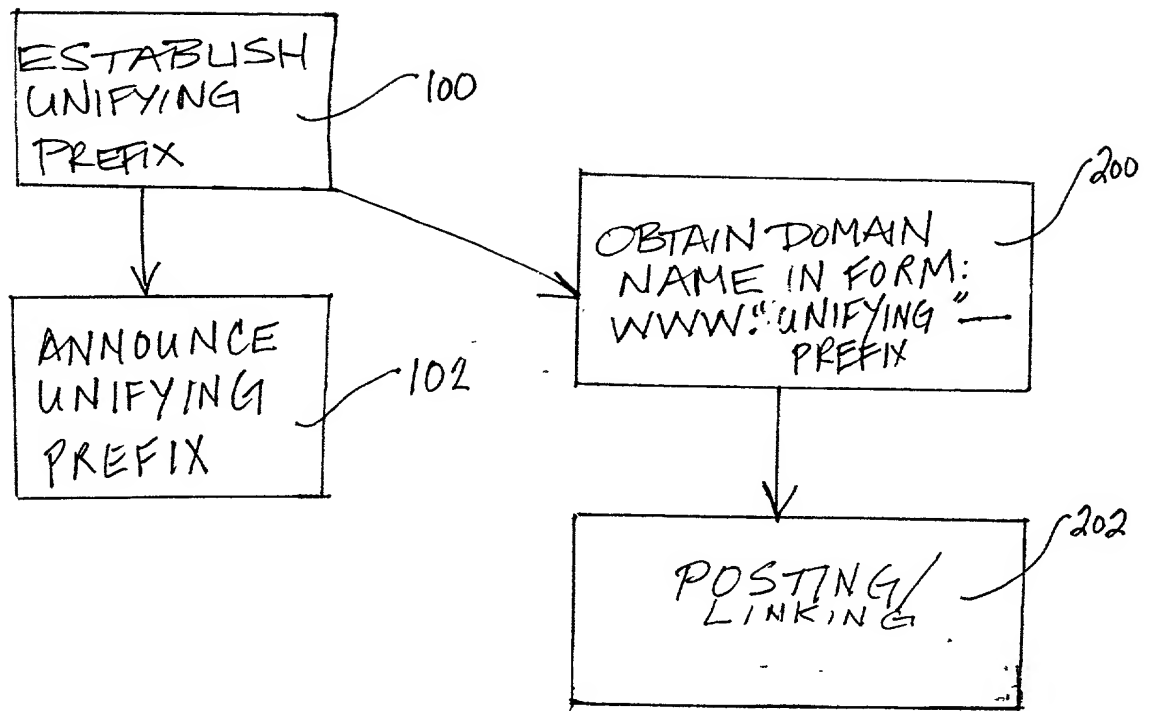 ESTABLISH
UNIFYING
PREFIX
100
ANNOUNCE
UNIFYING
PREFIX
102
200
OBTAIN DOMAIN
NAME IN FORM:
WWW."UNIFYING"—
PREFIX
202
POSTING/
LINKING